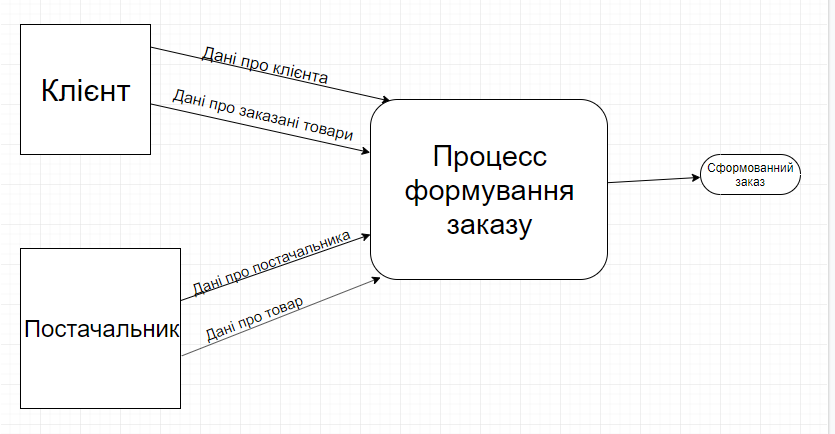 Клієнт
Дані про клієнта
Дані про заказані товари
Процесс
формування
заказу
Сформованний
заказ
Дані про постачальника
Дані про товар
Постачальник